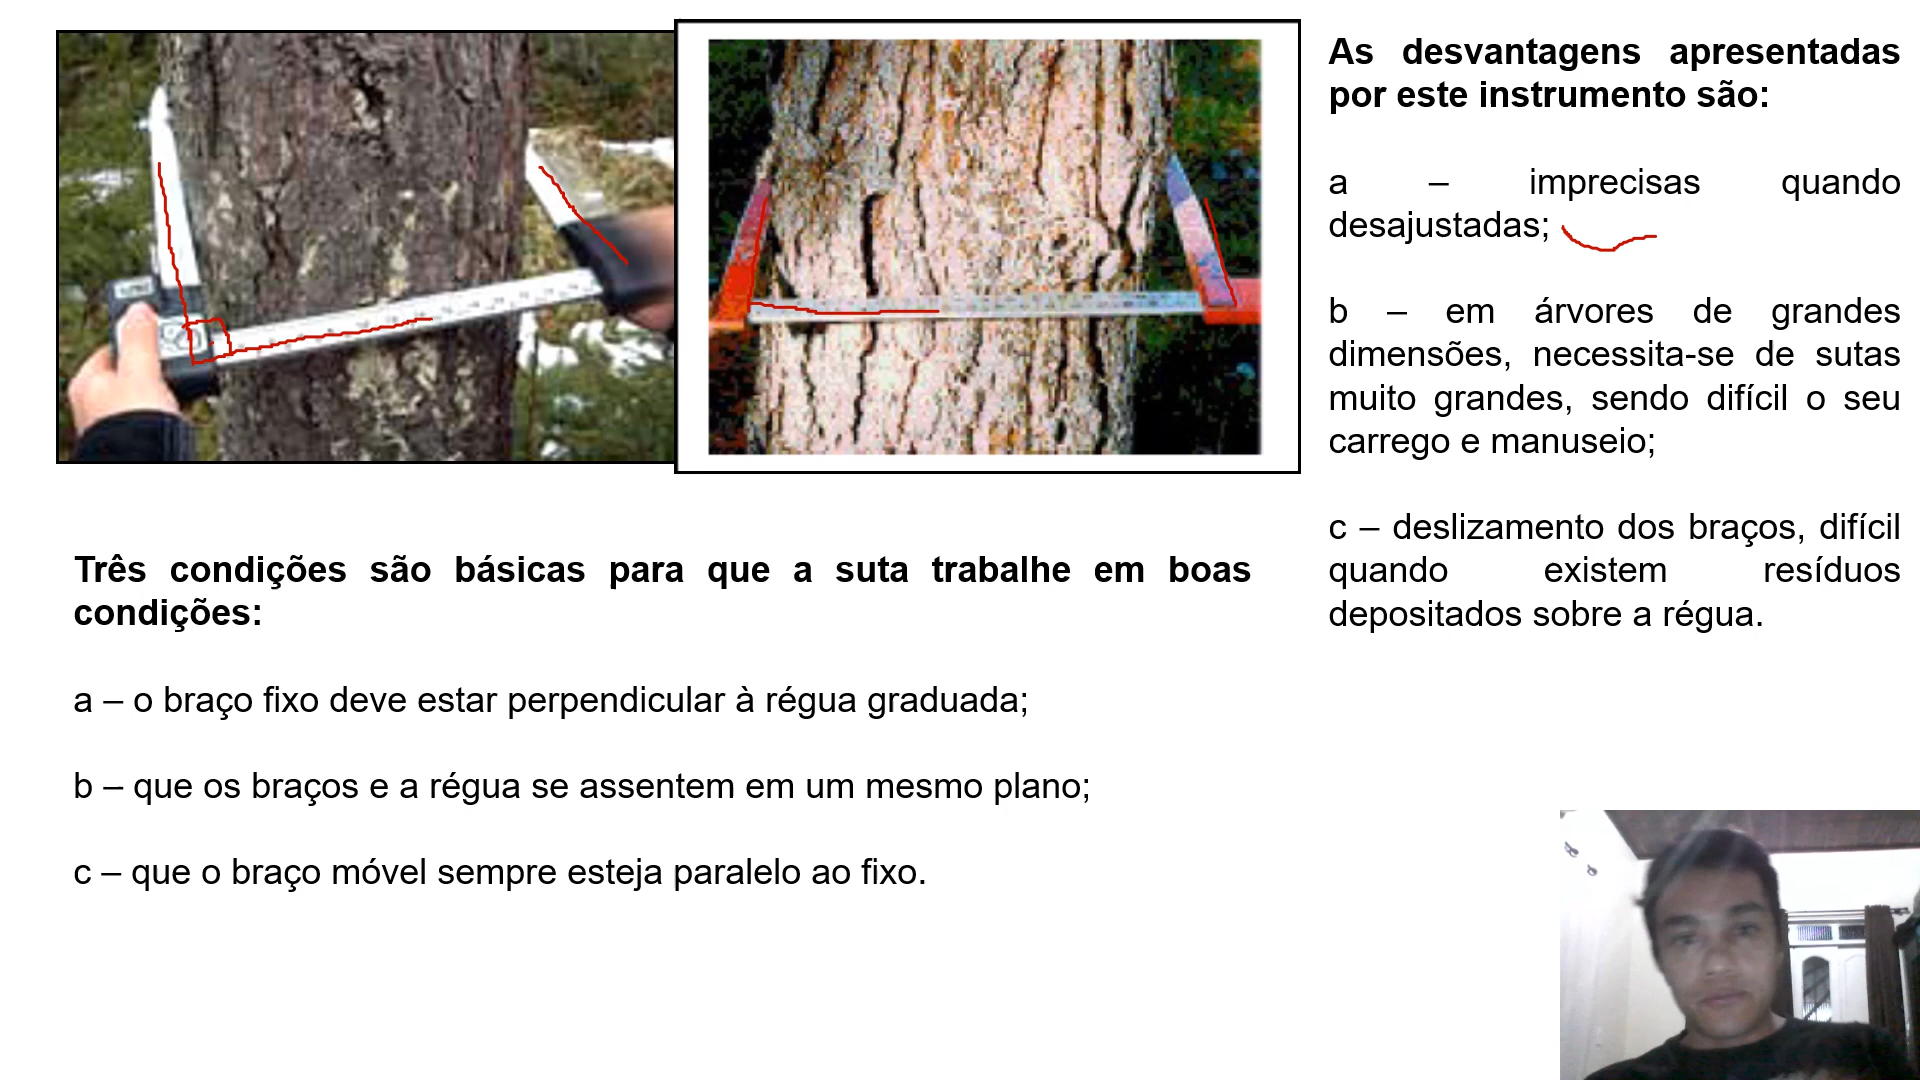 As desvantagens apresentadas
por este instrumento são:
a – imprecisas quando
desajustadas;
b – em árvores de grandes
dimensões, necessita-se de sutas
muito grandes, sendo difícil o seu
carrego e manuseio;
c – deslizamento dos braços, difícil
quando existem resíduos
depositados sobre a régua.
Três condições são básicas para que a suta trabalhe em boas
condições:
a – o braço fixo deve estar perpendicular à régua graduada;
b – que os braços e a régua se assentem em um mesmo plano;
c – que o braço móvel sempre esteja paralelo ao fixo.